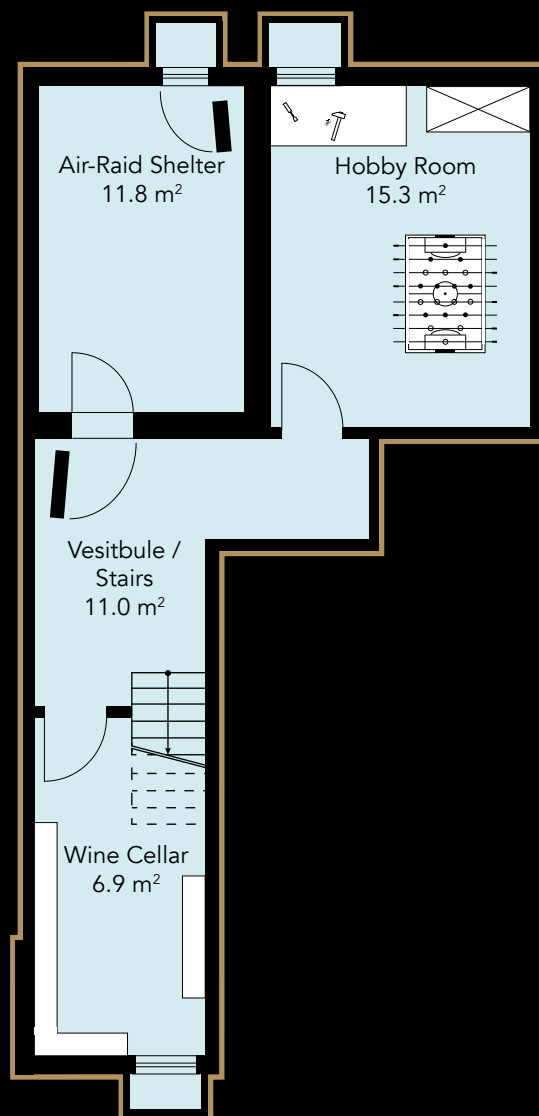 Air-Raid Shelter
11.8 m²
Hobby Room
15.3 m²
Vesitbule /
Stairs
11.0 m²
Wine Cellar
6.9 m²